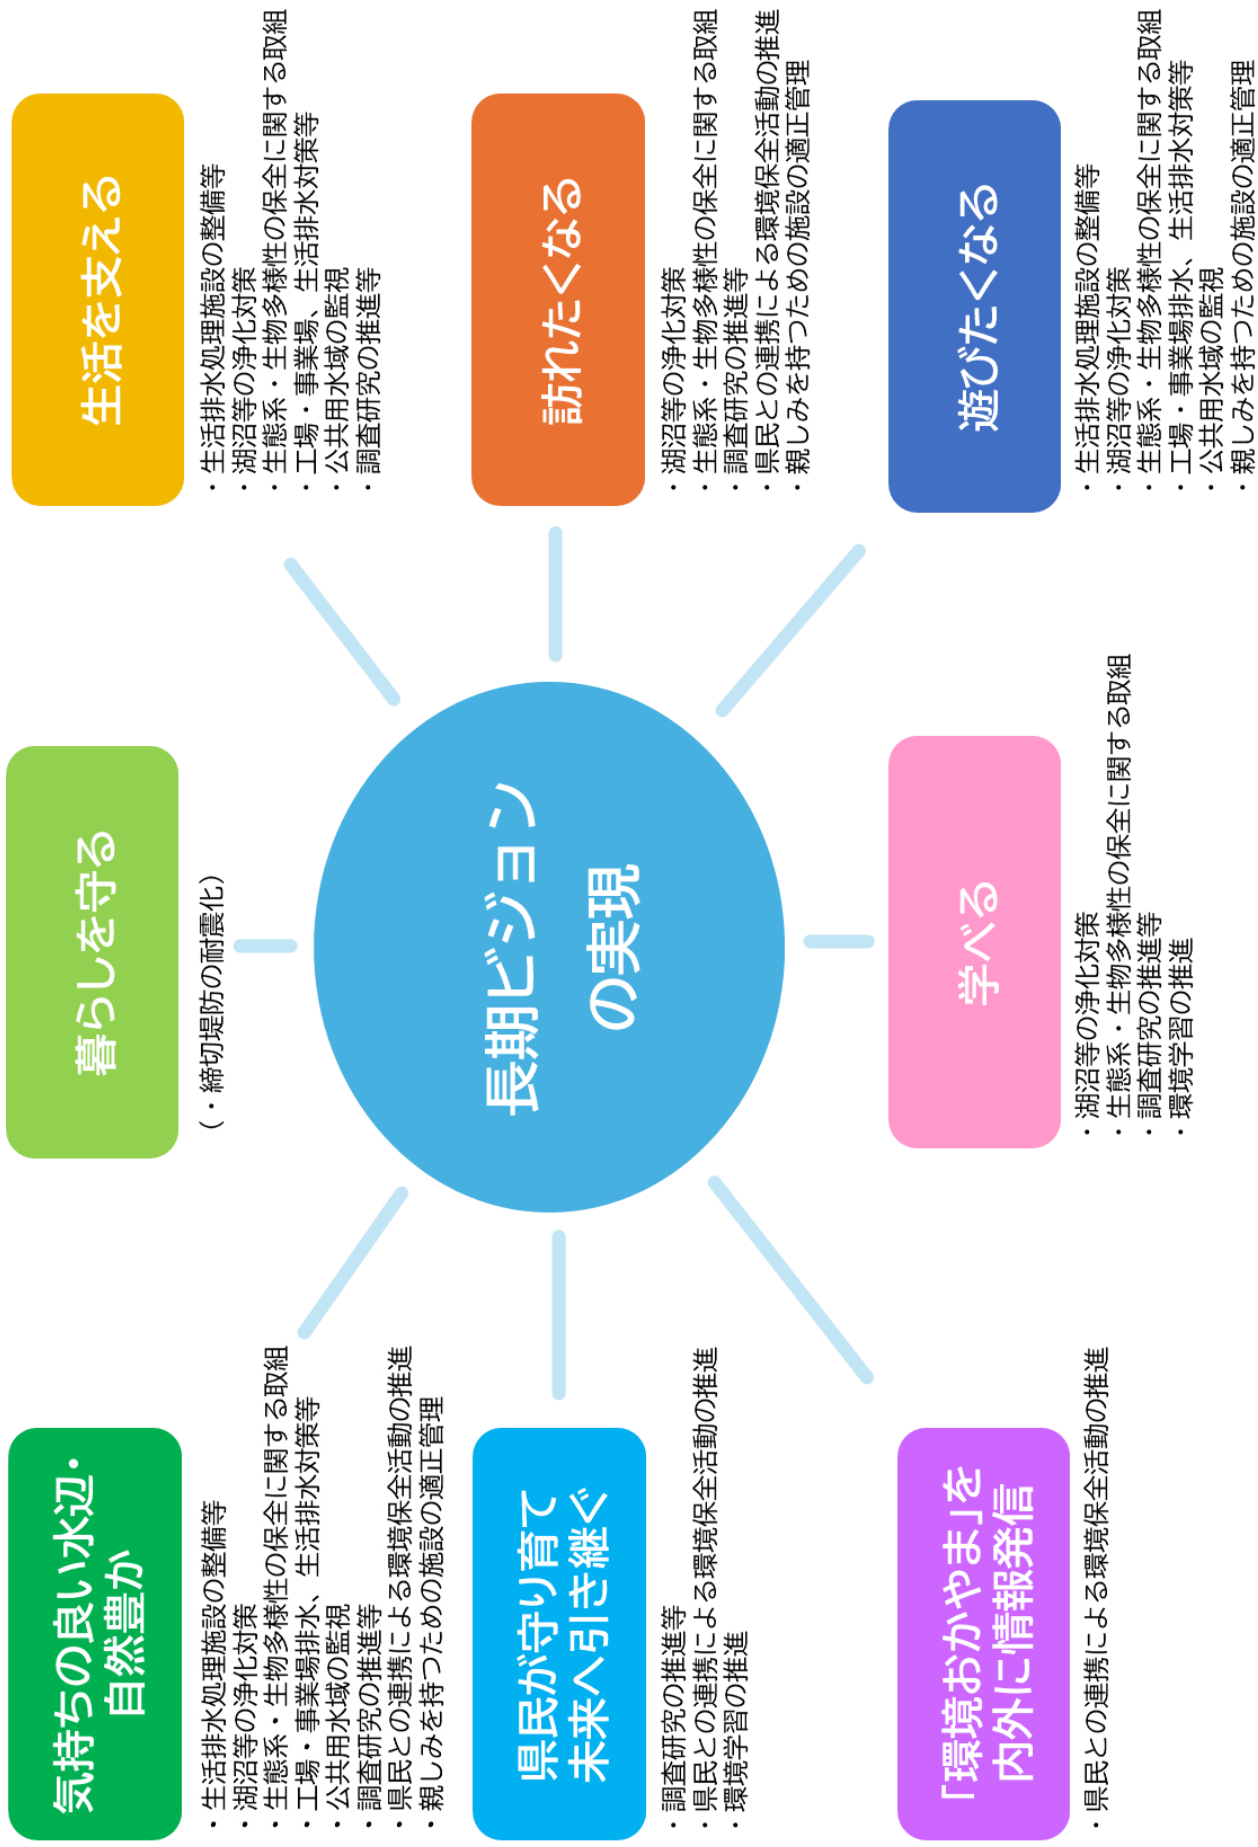 気持ちの良い水辺・
自然豊か
・生活排水処理施設の整備等
・湖沼等の浄化対策
・生態系・生物多様性の保全に関する取組
・工場・事業場排水、生活排水対策等
・公共用水域の監視
・調査研究の推進等
・県民との連携による環境保全活動の推進
・親しみを持つための施設の適正管理
暮らしを守る
（・締切堤防の耐震化）
生活を支える
・生活排水処理施設の整備等
・湖沼等の浄化対策
・生態系・生物多様性の保全に関する取組
・工場・事業場、生活排水対策等
・公共用水域の監視
・調査研究の推進等
県民が守り育て
未来へ引き継ぐ
・調査研究の推進等
・県民との連携による環境保全活動の推進
・環境学習の推進
長期ビジョン
の実現
訪れたくなる
・湖沼等の浄化対策
・生態系・生物多様性の保全に関する取組
・調査研究の推進等
・県民との連携による環境保全活動の推進
・親しみを持つための施設の適正管理
「環境おかやま」を
内外に情報発信
・県民との連携による環境保全活動の推進
学べる
・湖沼等の浄化対策
・生態系・生物多様性の保全に関する取組
・調査研究の推進等
・環境学習の推進
遊びたくなる
・生活排水処理施設の整備等
・湖沼等の浄化対策
・生態系・生物多様性の保全に関する取組
・工場・事業場排水、生活排水対策等
・公共用水域の監視
・親しみを持つための施設の適正管理